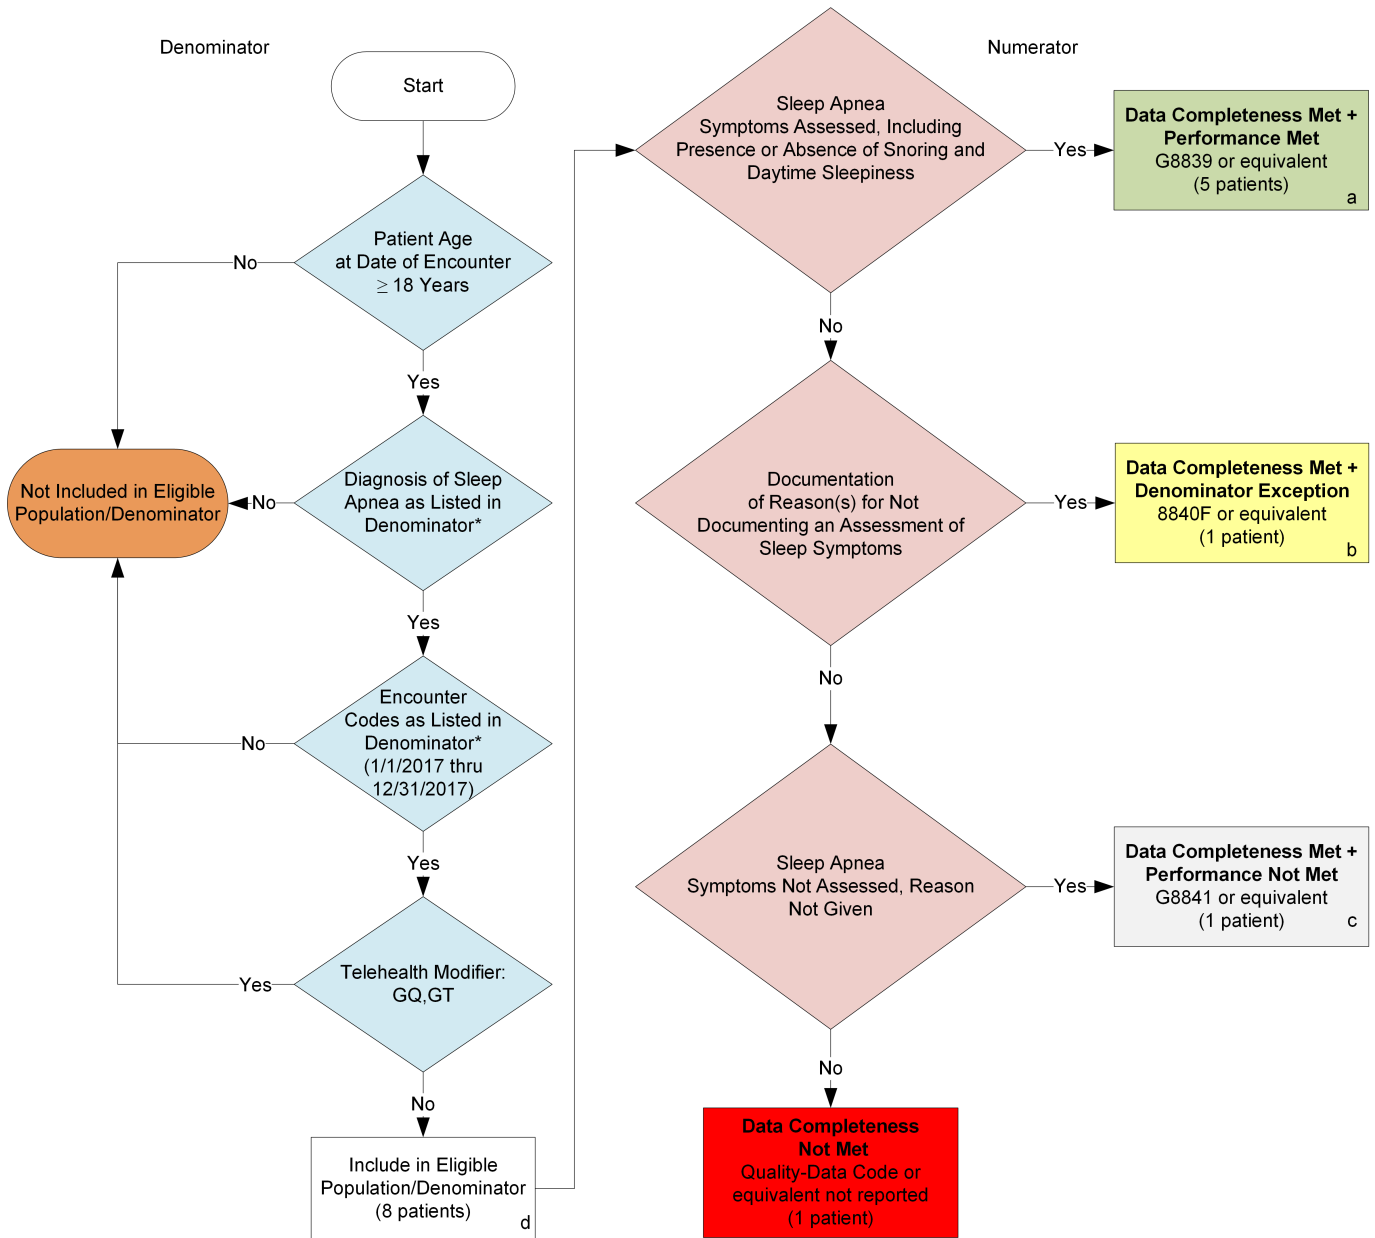 Denominator
Start
Patient Age
at Date of Encounter
≥ 18 Years
No
Yes
Diagnosis of Sleep
Apnea as Listed in
Denominator*
No
Not Included in Eligible
Population/Denominator
Yes
Encounter
Codes as Listed in
Denominator*
(1/1/2017 thru
12/31/2017)
No
Yes
Telehealth Modifier:
GQ,GT
Yes
No
Include in Eligible
Population/Denominator
(8 patients)
d
Numerator
Sleep Apnea
Symptoms Assessed, Including
Presence or Absence of Snoring and
Daytime Sleepiness
Yes
Data Completeness Met +
Performance Met
G8839 or equivalent
(5 patients)
a
No
Documentation
of Reason(s) for Not
Documenting an Assessment of
Sleep Symptoms
Yes
Data Completeness Met +
Denominator Exception
8840F or equivalent
(1 patient)
b
No
Sleep Apnea
Symptoms Not Assessed, Reason
Not Given
Yes
Data Completeness Met +
Performance Not Met
G8841 or equivalent
(1 patient)
c
No
Data Completeness
Not Met
Quality-Data Code or
equivalent not reported
(1 patient)